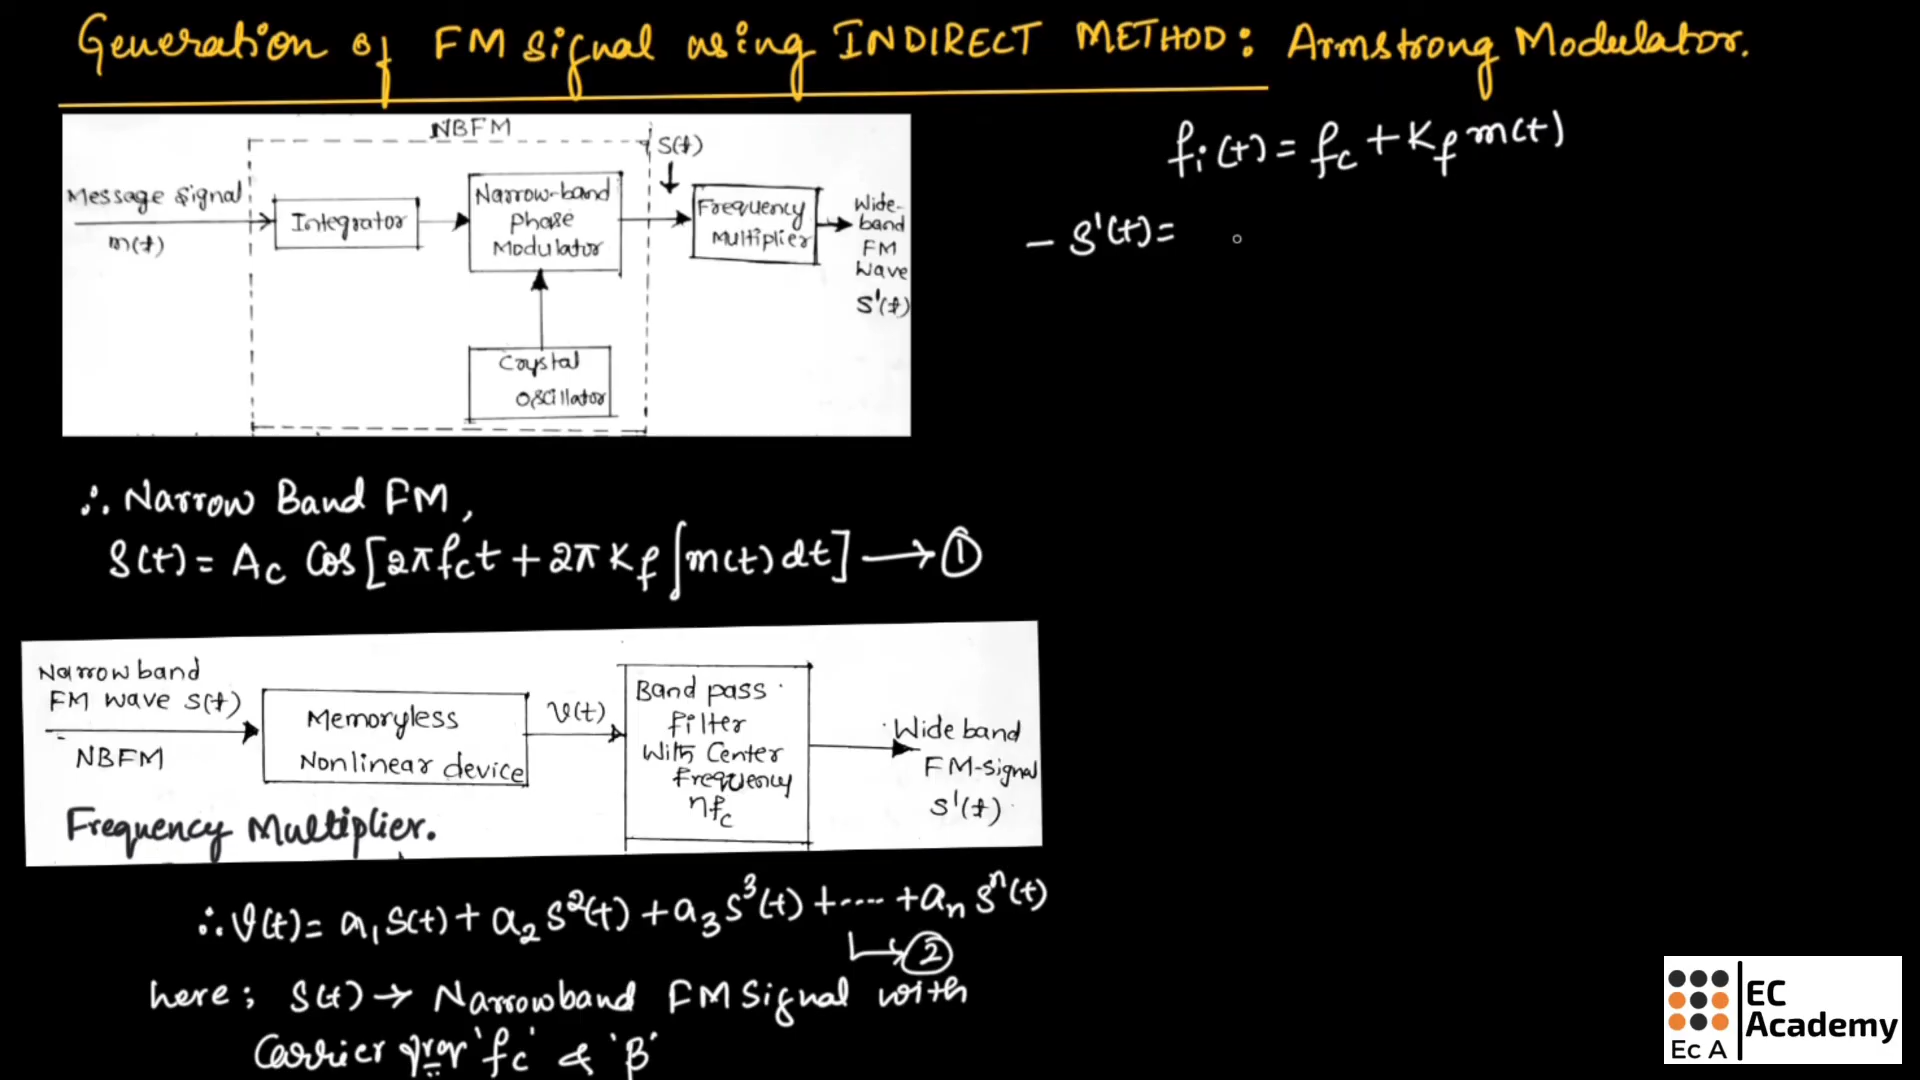 Generation of FM signal using INDIRECT METHOD: Armstrong Modulator.
NBFM
S(t)
Message signal
m(t)
Integrator
Narrow-band
Phase
Modulator
Frequency
Multiplier
Wide-
band
FM
Wave
S'(t)
Crystal
Oscillator
fi(t) = fc + Kf m(t)
– S'(t) =
∴ Narrow Band FM,
S(t) = Ac Cos [2πfct + 2π Kf ∫m(t) dt] → ①
Narrow band
FM wave S(t)
NBFM
Memoryless
Nonlinear device
V(t)
Band pass
filter
With Center
frequency
nfc
Wide band
FM-signal
S'(t)
Frequency Multiplier.
∴ V(t) = a₁S(t) + a₂ S²(t) + a₃ S³(t) + ..... + aₙ Sⁿ(t)
→ ②
here; S(t) → Narrowband FM Signal with
Carrier 'fc' & 'β'
EC
Academy
Ec A